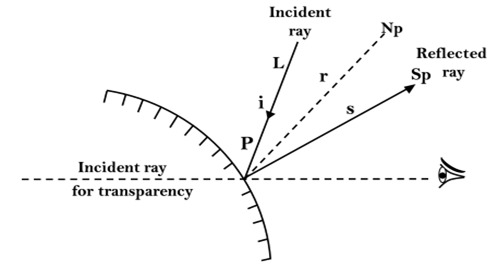 Incident
ray
Np
L
Reflected
ray
r
Sp
i
s
P
Incident ray
for transparency